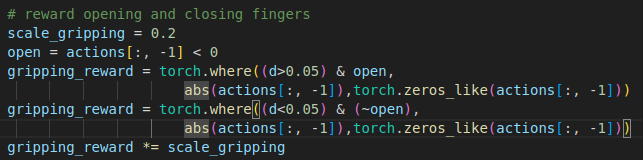 # reward opening and closing fingers
scale_gripping = 0.2
open = actions[:, -1] < 0
gripping_reward = torch.where((d>0.05) & open,
abs(actions[:, -1]),torch.zeros_like(actions[:, -1]))
gripping_reward = torch.where((d<0.05) & (~open),
abs(actions[:, -1]),torch.zeros_like(actions[:, -1]))
gripping_reward *= scale_gripping